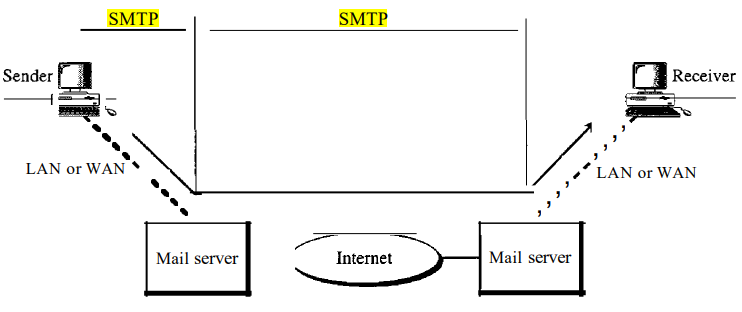 SMTP SMTP
Sender Receiver
LAN or WAN LAN or WAN
Mail server Internet Mail server